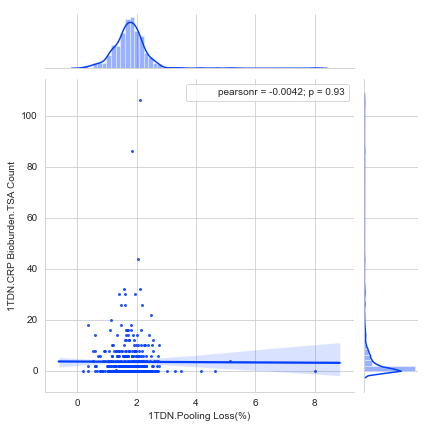 pearsonr = -0.0042; p = 0.93
100
80
60
40
20
0
1TDN.CRP Bioburden.TSA Count
0 2 4 6 8
1TDN.Pooling Loss(%)